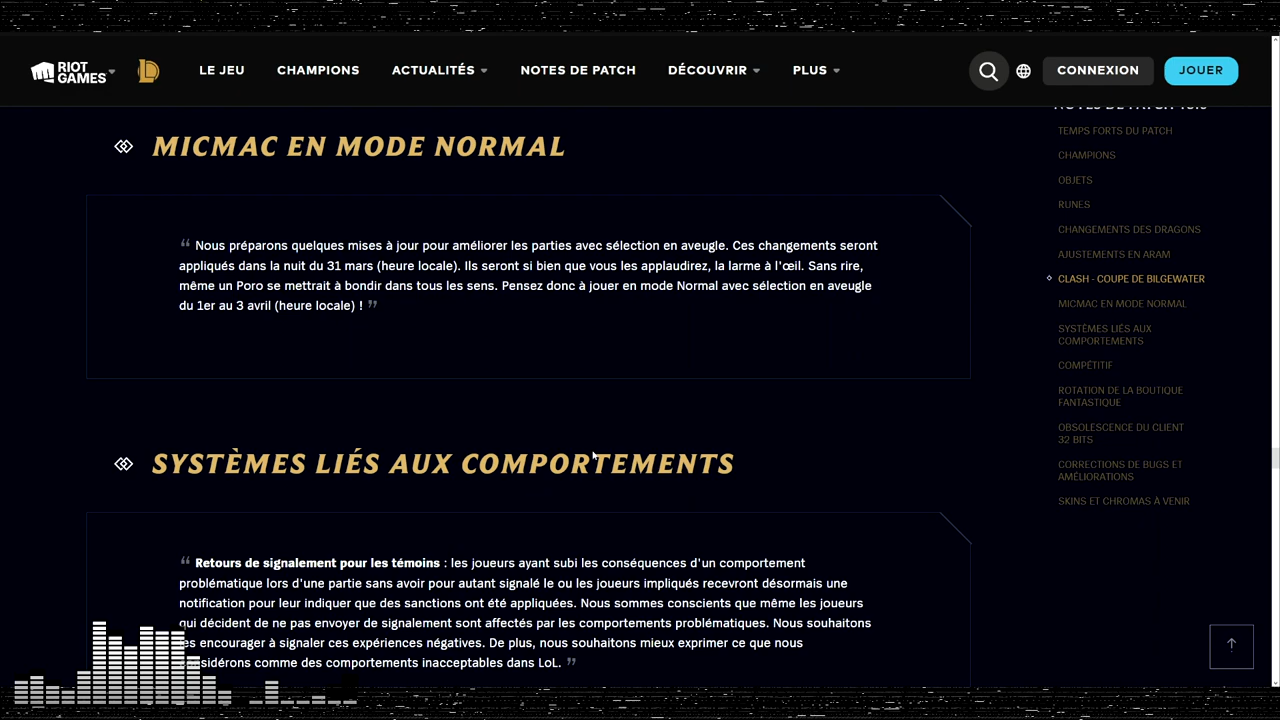 RIOT GAMES
LE JEU
CHAMPIONS
ACTUALITÉS
NOTES DE PATCH
DÉCOUVRIR
PLUS
CONNEXION
JOUER
MICMAC EN MODE NORMAL
“ Nous préparons quelques mises à jour pour améliorer les parties avec sélection en aveugle. Ces changements seront
appliqués dans la nuit du 31 mars (heure locale). Ils seront si bien que vous les applaudirez, la larme à l'œil. Sans rire,
même un Poro se mettrait à bondir dans tous les sens. Pensez donc à jouer en mode Normal avec sélection en aveugle
du 1er au 3 avril (heure locale) ! ”
SYSTÈMES LIÉS AUX COMPORTEMENTS
“ Retours de signalement pour les témoins : les joueurs ayant subi les conséquences d'un comportement
problématique lors d'une partie sans avoir pour autant signalé le ou les joueurs impliqués recevront désormais une
notification pour leur indiquer que des sanctions ont été appliquées. Nous sommes conscients que même les joueurs
qui décident de ne pas envoyer de signalement sont affectés par les comportements problématiques. Nous souhaitons
les encourager à signaler ces expériences négatives. De plus, nous souhaitons mieux exprimer ce que nous
considérons comme des comportements inacceptables dans LoL. ”
TEMPS FORTS DU PATCH
CHAMPIONS
OBJETS
RUNES
CHANGEMENTS DES DRAGONS
AJUSTEMENTS EN ARAM
CLASH - COUPE DE BILGEWATER
MICMAC EN MODE NORMAL
SYSTÈMES LIÉS AUX
COMPORTEMENTS
COMPÉTITIF
ROTATION DE LA BOUTIQUE
FANTASTIQUE
OBSOLESCENCE DU CLIENT
32 BITS
CORRECTIONS DE BUGS ET
AMÉLIORATIONS
SKINS ET CHROMAS À VENIR